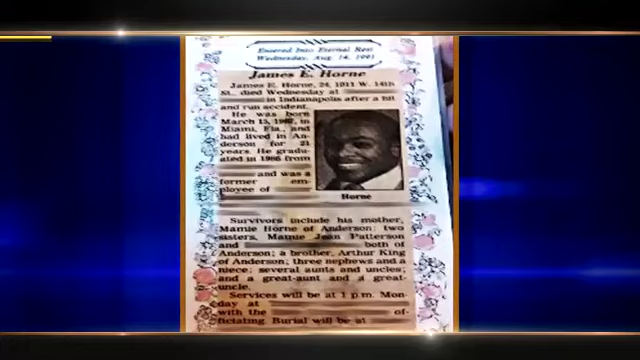 Entered Into Eternal Rest
Wednesday, Aug. 14, 1991
James E. Horne
James E. Horne, 24, 1911 W. 14th
St., died Wednesday at
in Indianapolis after a hit
and run accident.
He was born
March 15, 1967, in
Miami, Fla., and
had lived in An-
derson for 21
years. He gradu-
ated in 1986 from
and was a
former em-
ployee of
Horne
Survivors include his mother,
Mamie Horne of Anderson; two
sisters, Mamie Jean Patterson
and both of
Anderson; a brother, Arthur King
of Anderson; three nephews and a
niece; several aunts and uncles;
and a great-aunt and a great-
uncle.
Services will be at 1 p.m. Mon-
day at
with the of-
ficiating. Burial will be at